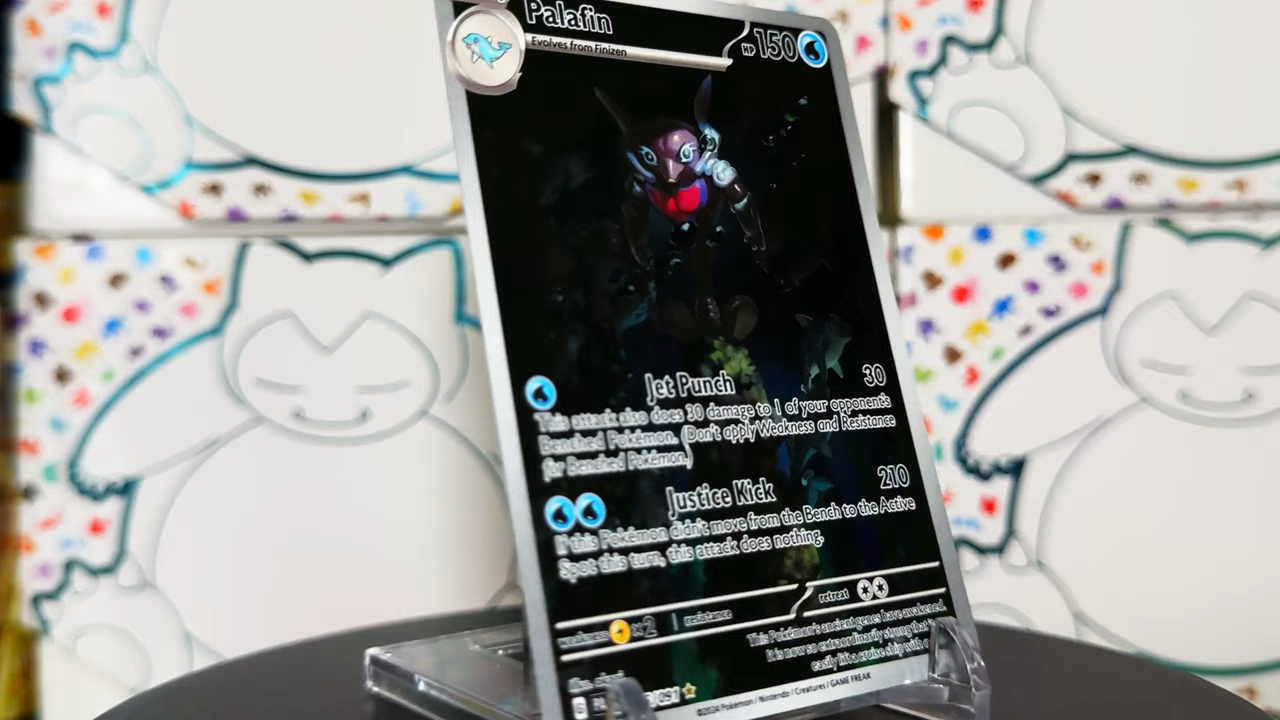 Palafin
Evolves from Finizen
HP 150
Jet Punch 30
This attack also does 30 damage to 1 of your opponent's
Benched Pokémon. (Don't apply Weakness and Resistance
for Benched Pokémon.)
Justice Kick 210
If this Pokémon didn't move from the Bench to the Active
Spot this turn, this attack does nothing.
weakness ×2 resistance retreat
This Pokémon's ancient genes have awakened.
It is now so extraordinarily strong that
easily lift a cruise ship with
Illus.
/091
©2024 Pokémon / Nintendo / Creatures / GAME FREAK